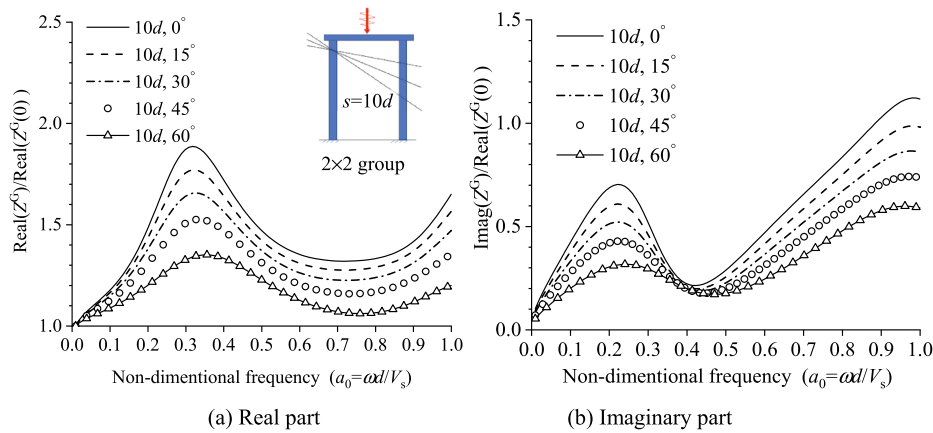 2.5
2.0
1.5
1.0
Real(Z^G)/Real(Z^G(0))
10d, 0°
10d, 15°
10d, 30°
10d, 45°
10d, 60°
s=10d
2×2 group
0.0 0.1 0.2 0.3 0.4 0.5 0.6 0.7 0.8 0.9 1.0
Non-dimentional frequency (a₀=ωd/Vₛ)
(a) Real part
1.5
1.0
0.5
0.0
Imag(Z^G)/Real(Z^G(0))
10d, 0°
10d, 15°
10d, 30°
10d, 45°
10d, 60°
0.0 0.1 0.2 0.3 0.4 0.5 0.6 0.7 0.8 0.9 1.0
Non-dimentional frequency (a₀=ωd/Vₛ)
(b) Imaginary part